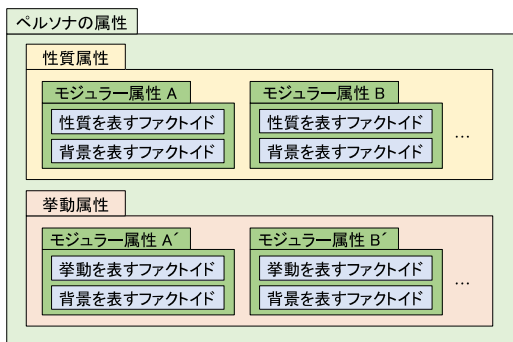 ペルソナの属性
性質属性
モジュラー属性 A
モジュラー属性 B
性質を表すファクトイド
性質を表すファクトイド
背景を表すファクトイド
背景を表すファクトイド
…
挙動属性
モジュラー属性 A´
モジュラー属性 B´
挙動を表すファクトイド
挙動を表すファクトイド
背景を表すファクトイド
背景を表すファクトイド
…